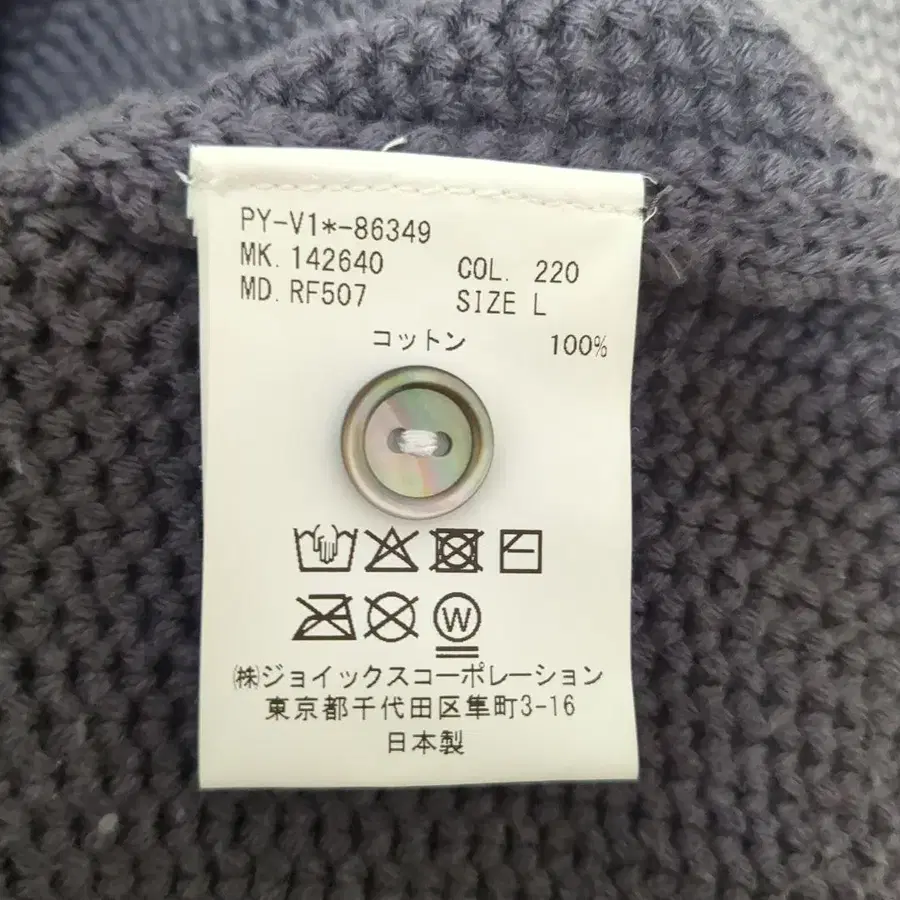 PY-V1*-86349
MK.142640 COL. 220
MD.RF507 SIZE L
コットン 100%
W
㈱ジョイックスコーポレーション
東京都千代田区隼町3-16
日本製